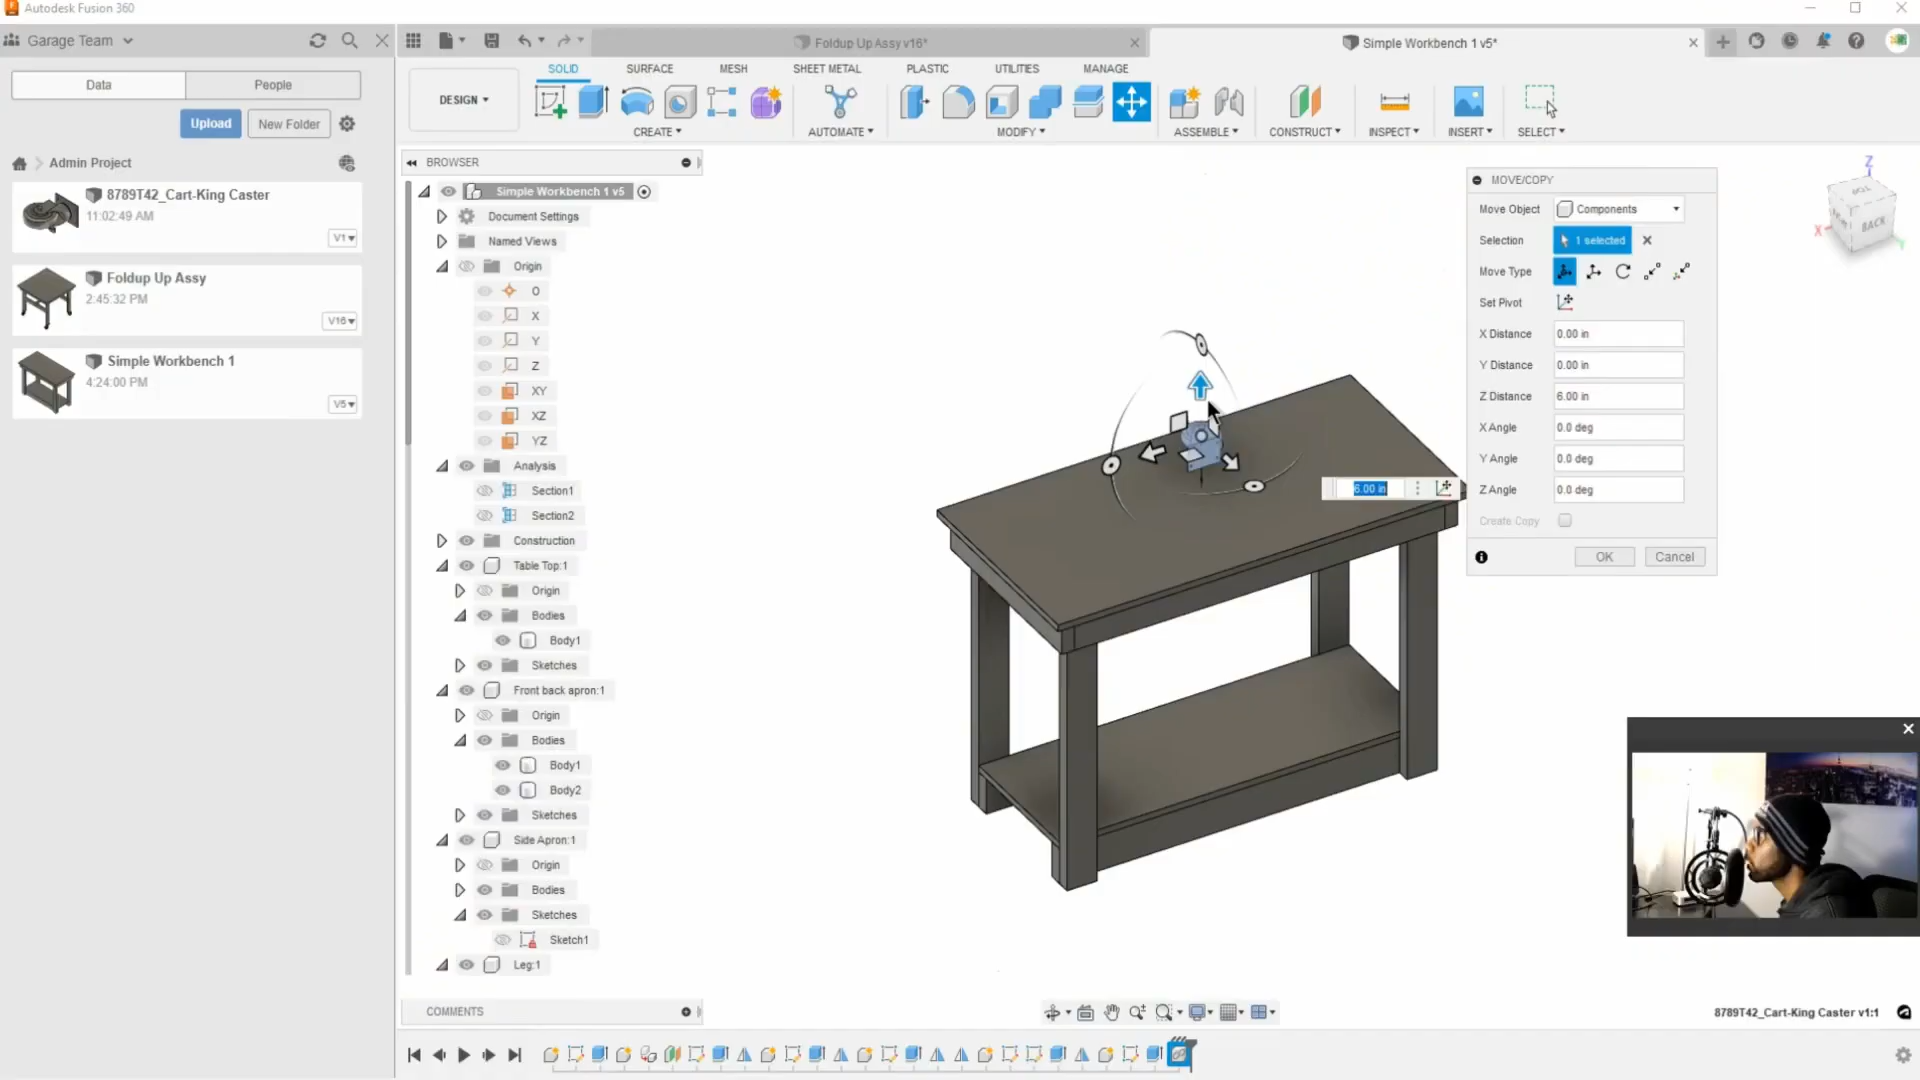 Autodesk Fusion 360
Garage Team
Data
People
Upload
New Folder
Admin Project
8789T42_Cart-King Caster
11:02:49 AM
V1
Foldup Up Assy
2:45:32 PM
V16
Simple Workbench 1
4:24:00 PM
V5
Foldup Up Assy v16*
Simple Workbench 1 v5*
SOLID
SURFACE
MESH
SHEET METAL
PLASTIC
UTILITIES
MANAGE
DESIGN
CREATE
AUTOMATE
MODIFY
ASSEMBLE
CONSTRUCT
INSPECT
INSERT
SELECT
BROWSER
Simple Workbench 1 v5
Document Settings
Named Views
Origin
O
X
Y
Z
XY
XZ
YZ
Analysis
Section1
Section2
Construction
Table Top:1
Origin
Bodies
Body1
Sketches
Front back apron:1
Origin
Bodies
Body1
Body2
Sketches
Side Apron:1
Origin
Bodies
Sketches
Sketch1
Leg:1
6.00 in
MOVE/COPY
Move Object
Components
Selection
1 selected
Move Type
Set Pivot
X Distance
0.00 in
Y Distance
0.00 in
Z Distance
6.00 in
X Angle
0.0 deg
Y Angle
0.0 deg
Z Angle
0.0 deg
Create Copy
OK
Cancel
Z
TOP
BACK
X
Y
COMMENTS
8789T42_Cart-King Caster v1:1